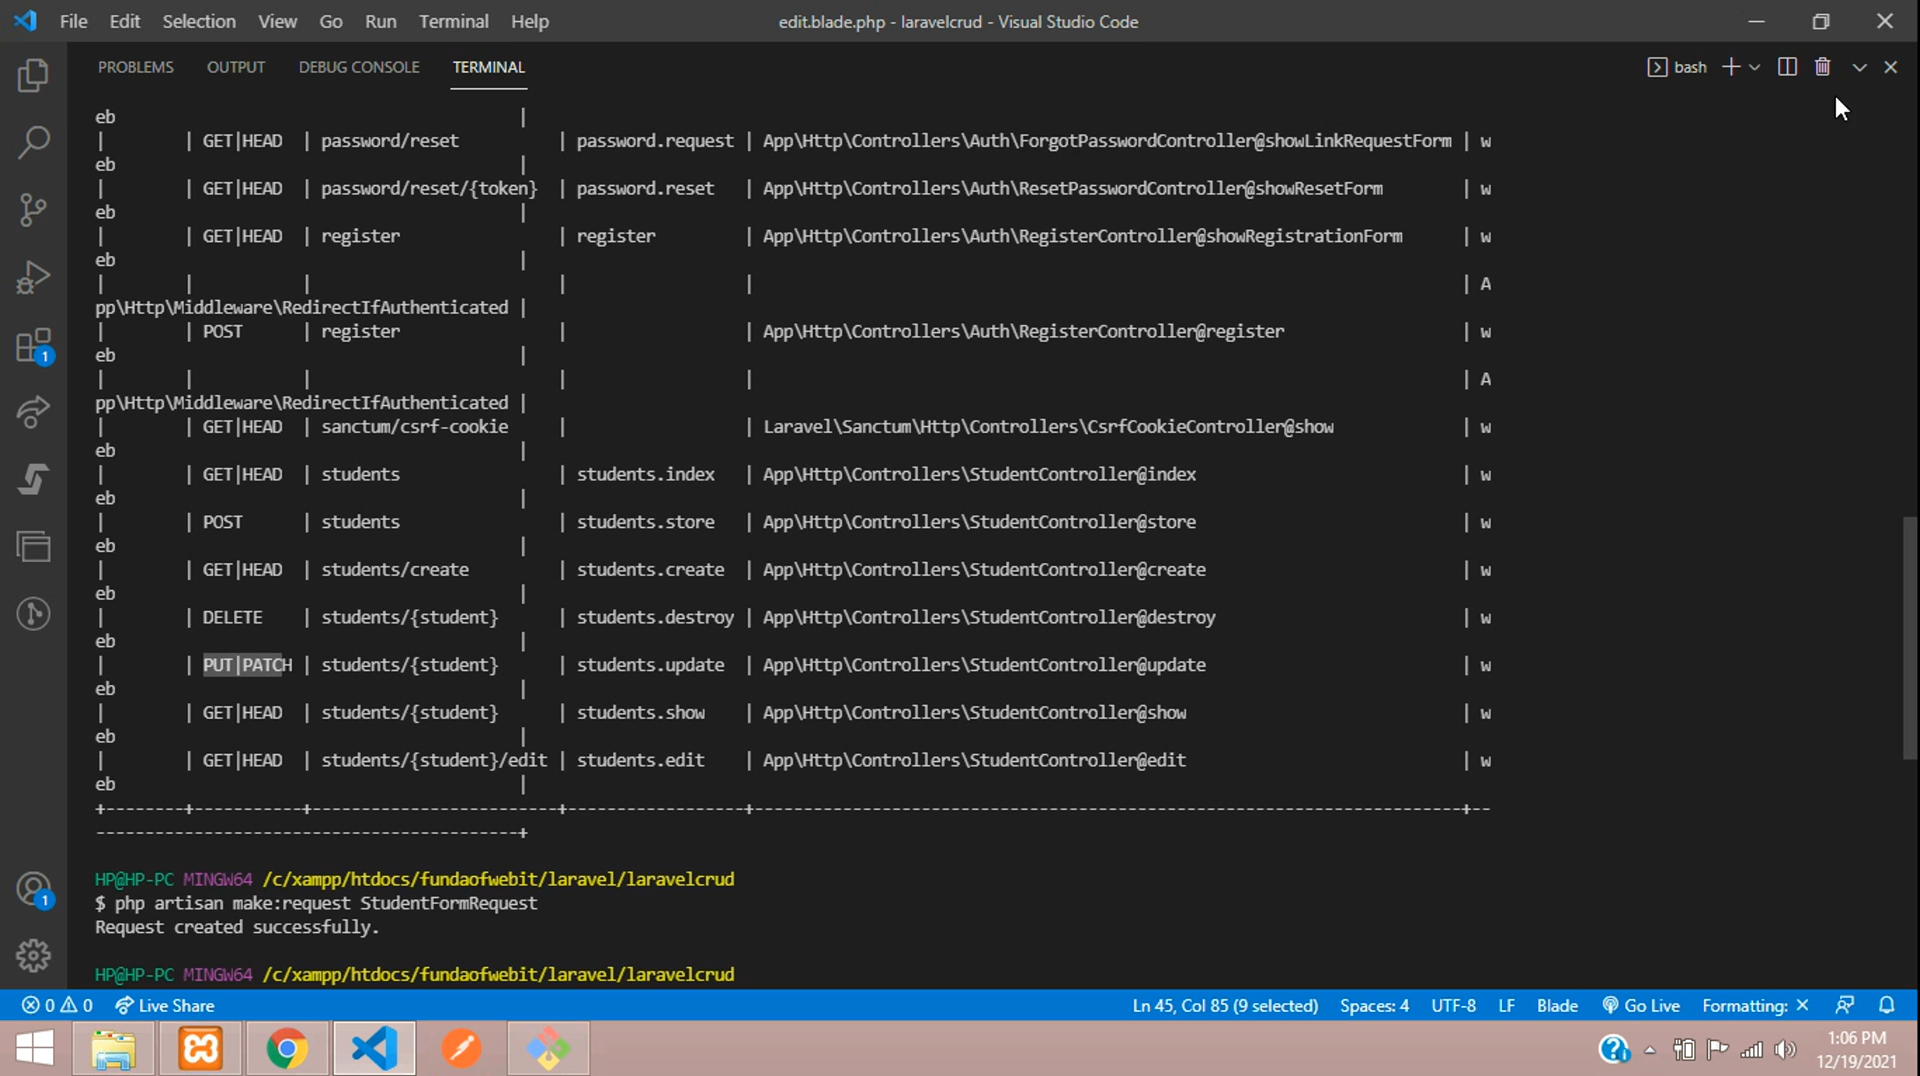 File Edit Selection View Go Run Terminal Help edit.blade.php - laravelcrud - Visual Studio Code
PROBLEMS OUTPUT DEBUG CONSOLE TERMINAL bash
eb |
| | GET|HEAD | password/reset | password.request | App\Http\Controllers\Auth\ForgotPasswordController@showLinkRequestForm | w
eb |
| | GET|HEAD | password/reset/{token} | password.reset | App\Http\Controllers\Auth\ResetPasswordController@showResetForm | w
eb |
| | GET|HEAD | register | register | App\Http\Controllers\Auth\RegisterController@showRegistrationForm | w
eb |
| | | | | | A
pp\Http\Middleware\RedirectIfAuthenticated |
| | POST | register | | App\Http\Controllers\Auth\RegisterController@register | w
eb |
| | | | | | A
pp\Http\Middleware\RedirectIfAuthenticated |
| | GET|HEAD | sanctum/csrf-cookie | | Laravel\Sanctum\Http\Controllers\CsrfCookieController@show | w
eb |
| | GET|HEAD | students | students.index | App\Http\Controllers\StudentController@index | w
eb |
| | POST | students | students.store | App\Http\Controllers\StudentController@store | w
eb |
| | GET|HEAD | students/create | students.create | App\Http\Controllers\StudentController@create | w
eb |
| | DELETE | students/{student} | students.destroy | App\Http\Controllers\StudentController@destroy | w
eb |
| | PUT|PATCH | students/{student} | students.update | App\Http\Controllers\StudentController@update | w
eb |
| | GET|HEAD | students/{student} | students.show | App\Http\Controllers\StudentController@show | w
eb |
| | GET|HEAD | students/{student}/edit | students.edit | App\Http\Controllers\StudentController@edit | w
eb |
+--------+-----------+-------------------------+------------------+------------------------------------------------------------------------+--
-------------------------------------------+
HP@HP-PC MINGW64 /c/xampp/htdocs/fundaofwebit/laravel/laravelcrud
$ php artisan make:request StudentFormRequest
Request created successfully.
HP@HP-PC MINGW64 /c/xampp/htdocs/fundaofwebit/laravel/laravelcrud
0 0 Live Share Ln 45, Col 85 (9 selected) Spaces: 4 UTF-8 LF Blade Go Live Formatting: ×
1:06 PM
12/19/2021
1
1